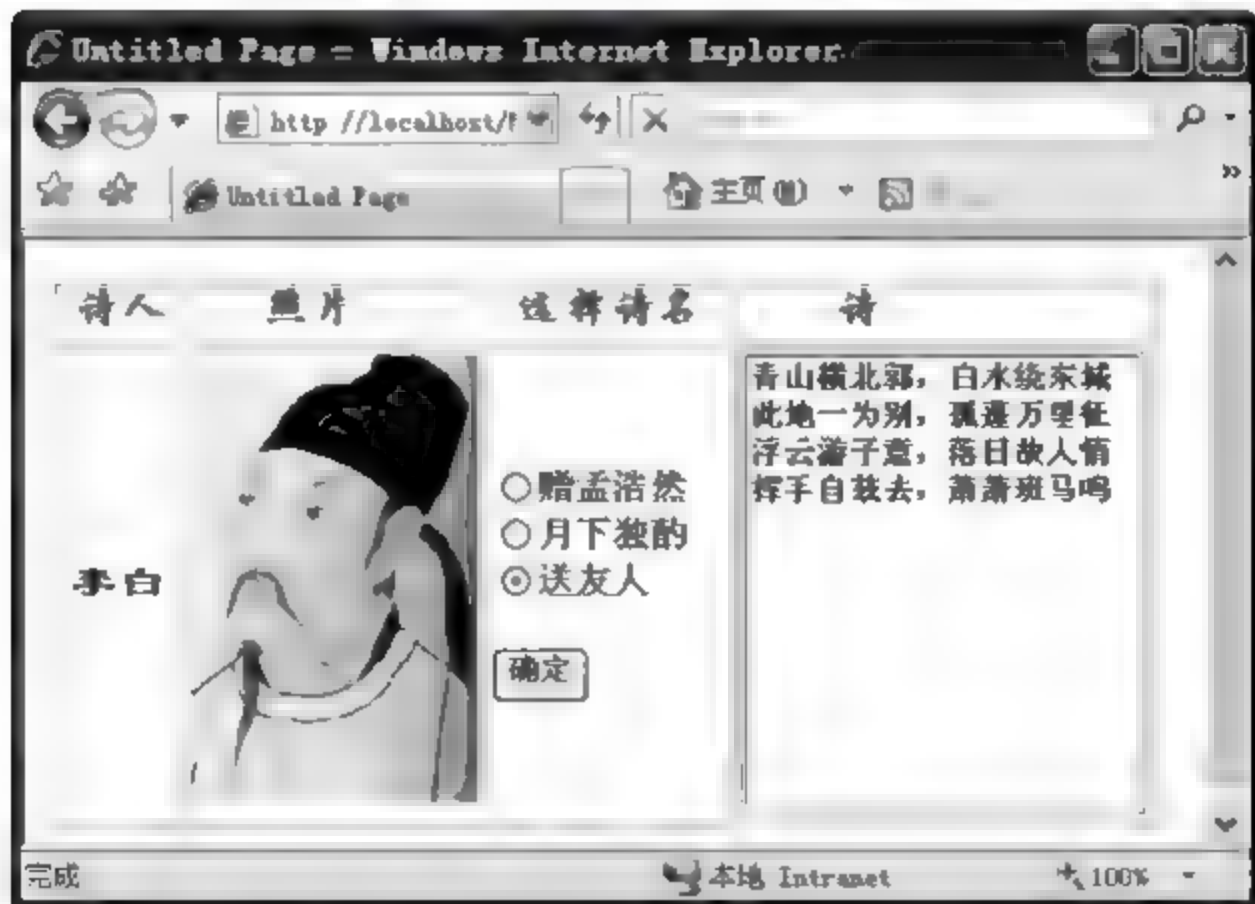 Untitled Page - Windows Internet Explorer
http://localhost/
Untitled Page
主页(M)
诗人 照片 选择诗名 诗
李白
赠孟浩然
月下独酌
送友人
确定
青山横北郭，白水绕东城
此地一为别，孤蓬万里征
浮云游子意，落日故人情
挥手自兹去，萧萧班马鸣
完成
本地 Intranet
100%